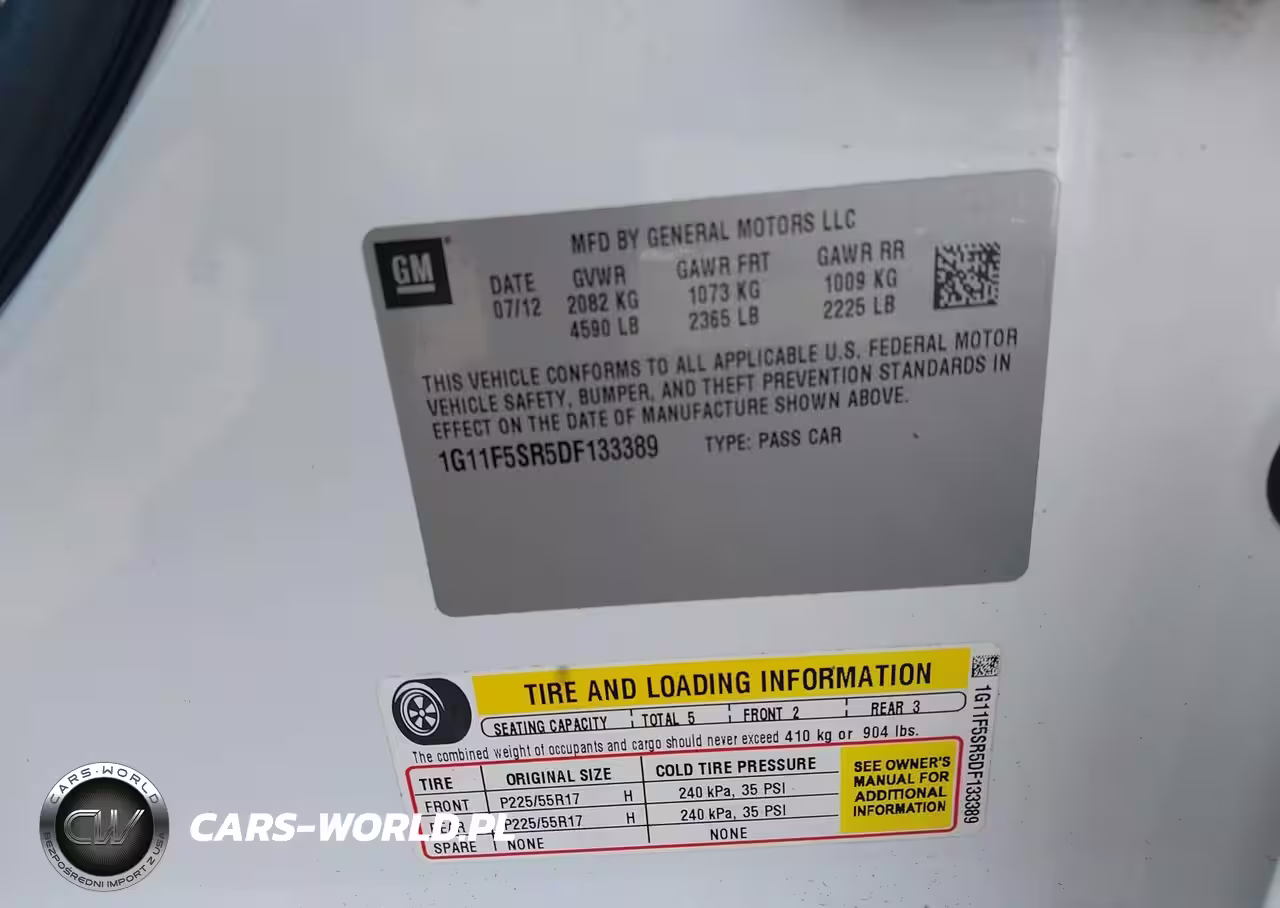 GM
MFD BY GENERAL MOTORS LLC
DATE GVWR GAWR FRT GAWR RR
07/12 2082 KG 1073 KG 1009 KG
4590 LB 2365 LB 2225 LB
THIS VEHICLE CONFORMS TO ALL APPLICABLE U.S. FEDERAL MOTOR
VEHICLE SAFETY, BUMPER, AND THEFT PREVENTION STANDARDS IN
EFFECT ON THE DATE OF MANUFACTURE SHOWN ABOVE.
1G11F5SR5DF133389 TYPE: PASS CAR
TIRE AND LOADING INFORMATION
SEATING CAPACITY TOTAL 5 FRONT 2 REAR 3
The combined weight of occupants and cargo should never exceed 410 kg or 904 lbs.
TIRE ORIGINAL SIZE COLD TIRE PRESSURE
FRONT P225/55R17 H 240 kPa, 35 PSI
REAR P225/55R17 H 240 kPa, 35 PSI
SPARE NONE NONE
SEE OWNER'S
MANUAL FOR
ADDITIONAL
INFORMATION
1G11F5SR5DF133389
CARS-WORLD
CW
BEZPOŚREDNI IMPORT Z USA
CARS-WORLD.PL